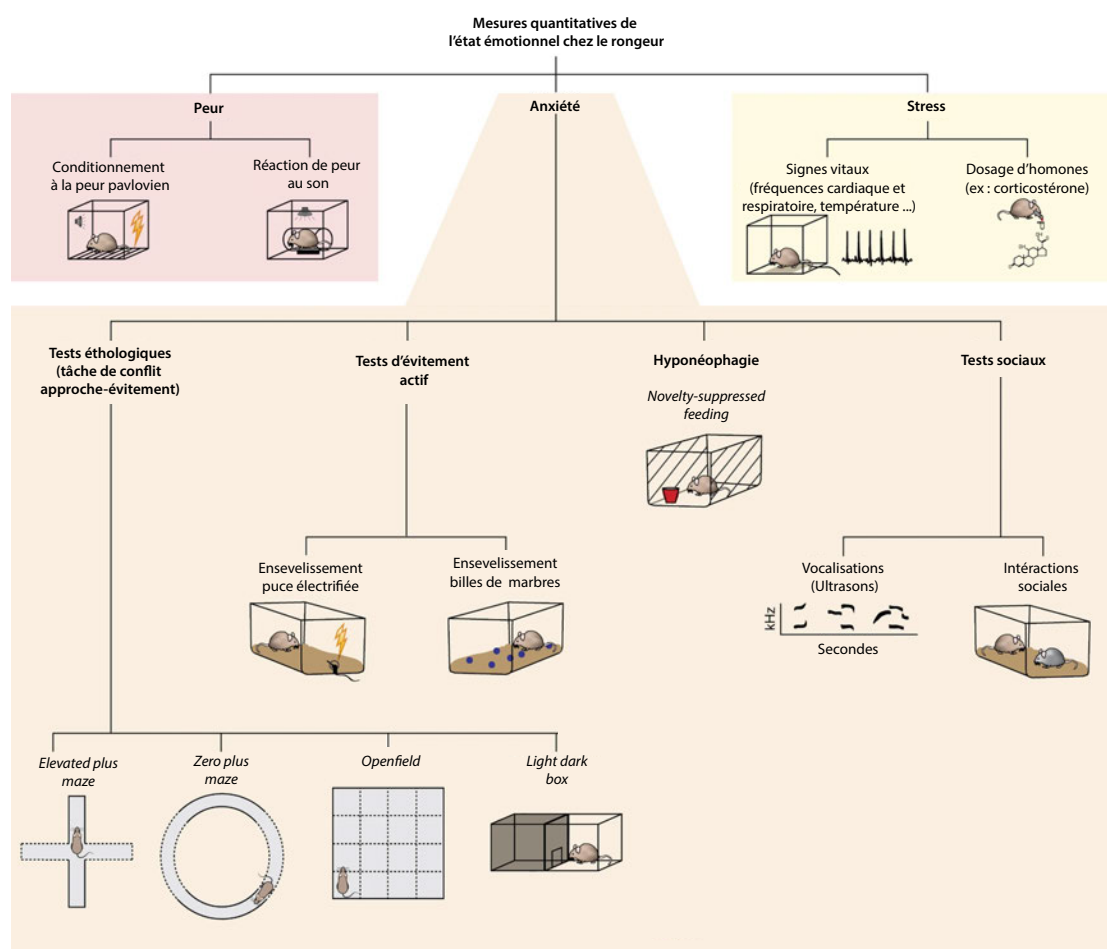 Mesures quantitatives de
l'état émotionnel chez le rongeur
Peur
Conditionnement
à la peur pavlovien
Réaction de peur
au son
Anxiété
Stress
Signes vitaux
(fréquences cardiaque et
respiratoire, température ...)
Dosage d'homones
(ex : corticostérone)
Tests éthologiques
(tâche de conflit
approche-évitement)
Tests d'évitement
actif
Hyponéophagie
Novelty-suppressed
feeding
Tests sociaux
Ensevelissement
puce électrifiée
Ensevelissement
billes de marbres
Vocalisations
(Ultrasons)
kHz
Secondes
Intéractions
sociales
Elevated plus
maze
Zero plus
maze
Openfield
Light dark
box